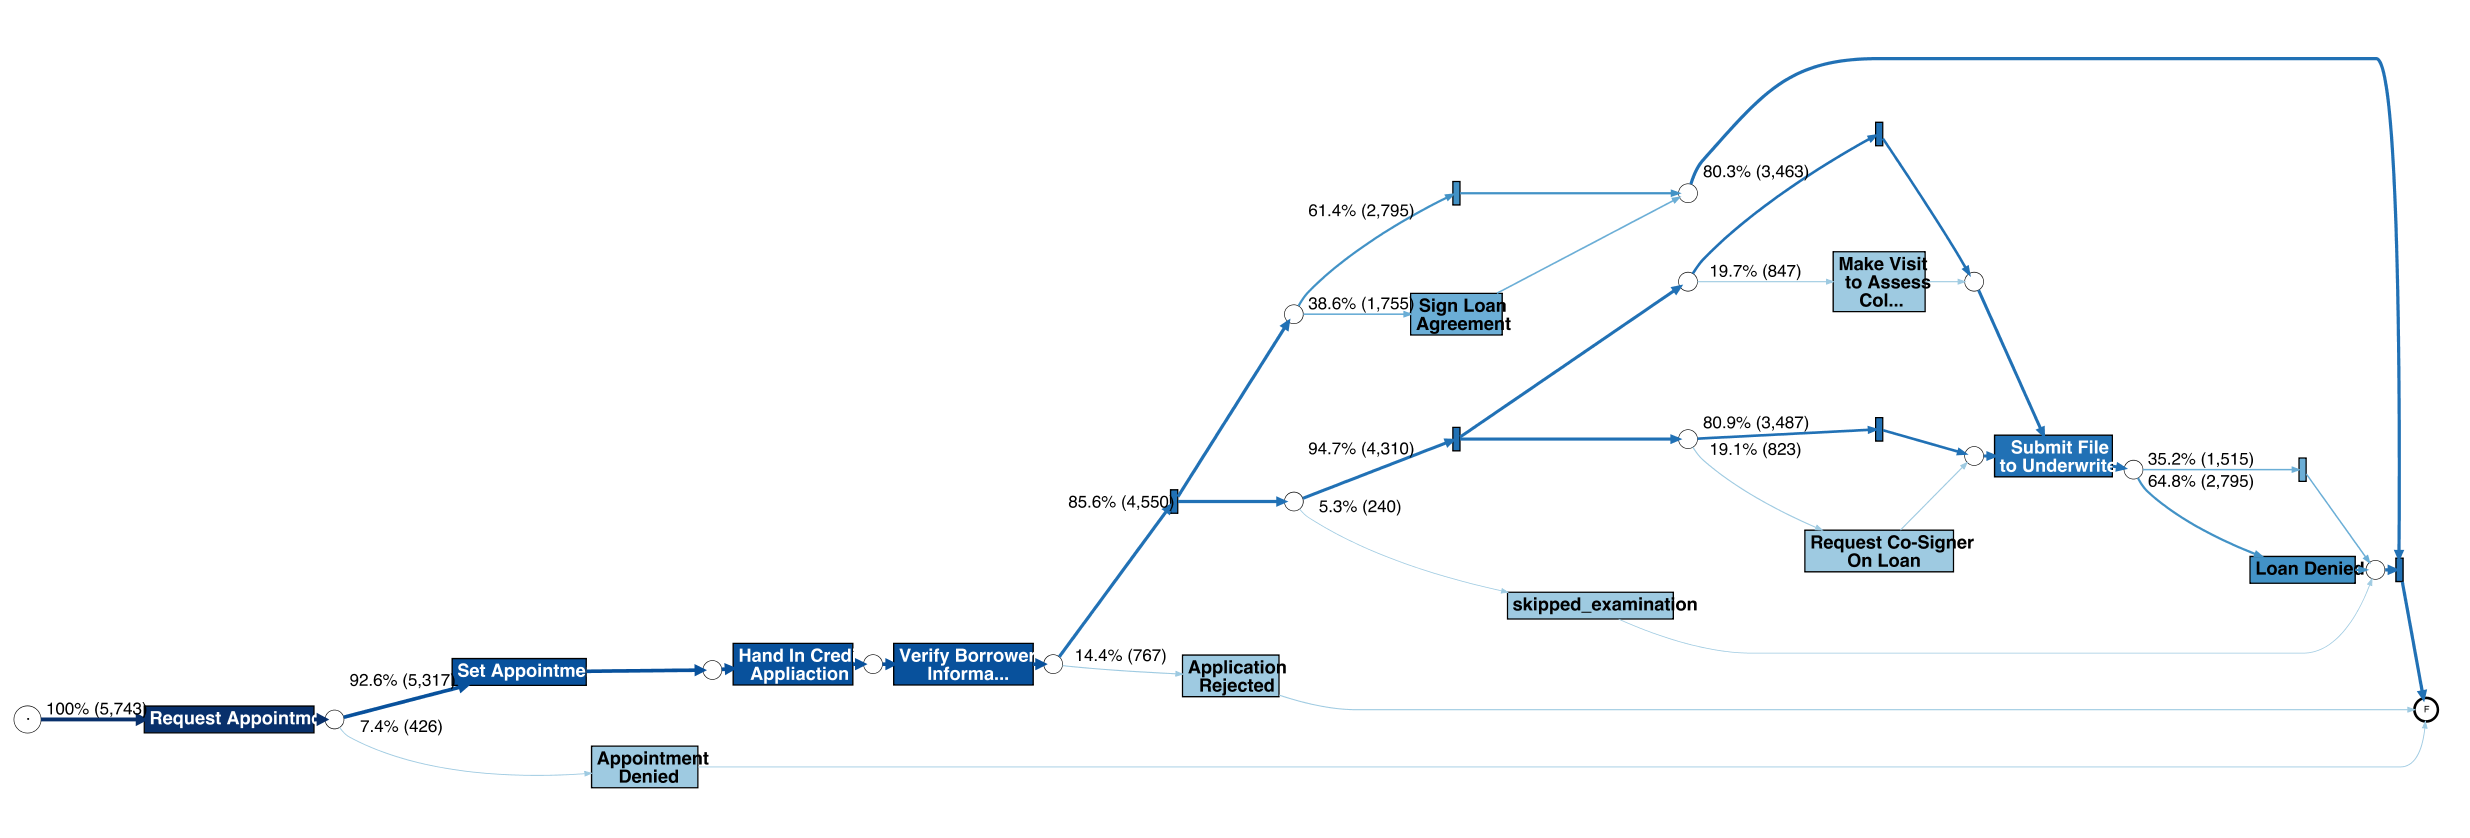 100% (5,743)
Request Appointm
92.6% (5,317)
7.4% (426)
Set Appointme
Appointment
Denied
Hand In Credi
Appliaction
Verify Borrower
Informa...
85.6% (4,550)
14.4% (767)
Application
Rejected
61.4% (2,795)
38.6% (1,755)
Sign Loan
Agreement
94.7% (4,310)
5.3% (240)
skipped_examination
80.3% (3,463)
19.7% (847)
Make Visit
to Assess
Col...
80.9% (3,487)
19.1% (823)
Request Co-Signer
On Loan
Submit File
to Underwrite
35.2% (1,515)
64.8% (2,795)
Loan Denied
F